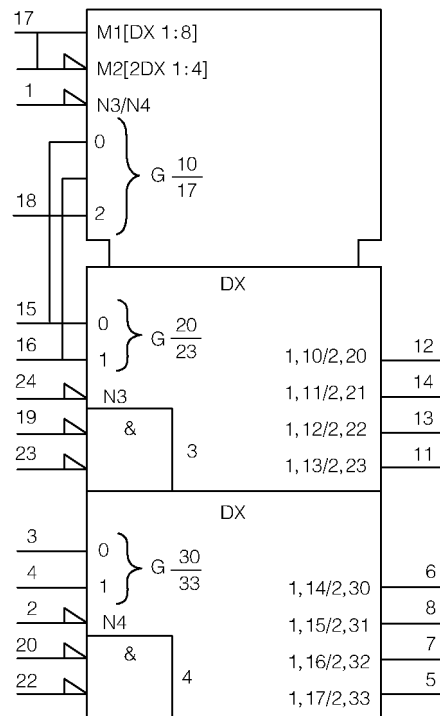 17 M1[DX 1:8]
M2[2DX 1:4]
1 N3/N4
0
G 10/17
18 2
DX
15 0
G 20/23
16 1
1,10/2,20 12
24 N3
1,11/2,21 14
19 &
1,12/2,22 13
3
23
1,13/2,23 11
DX
3 0
G 30/33
4 1
1,14/2,30 6
2 N4
1,15/2,31 8
20 &
1,16/2,32 7
4
22
1,17/2,33 5